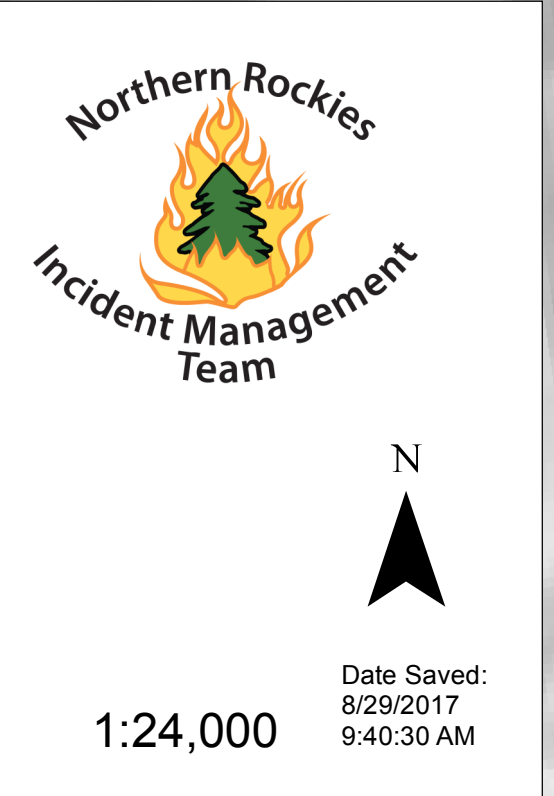 Northern Rockies
Incident Management
Team
N
1:24,000
Date Saved:
8/29/2017
9:40:30 AM